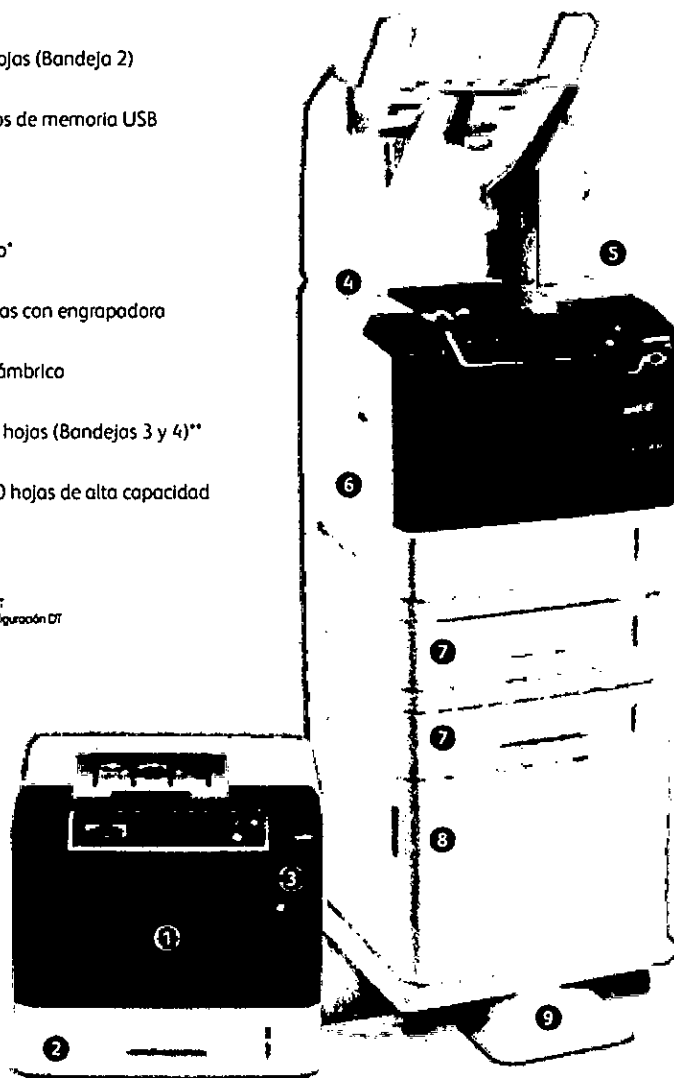 ojas (Bandeja 2)
os de memoria USB
o*
as con engrapadora
ámbrico
hojas (Bandejas 3 y 4)**
0 hojas de alta capacidad
iguración DT
4
5
6
7
7
8
3
1
2
9